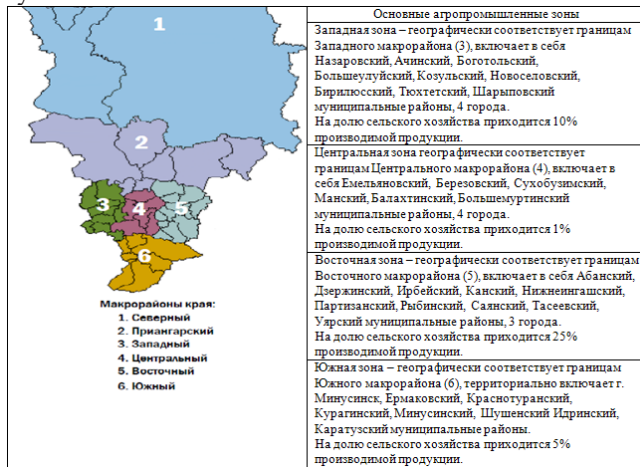 1
2
3
4
5
6
Макрорайоны края:
1. Северный
2. Приангарский
3. Западный
4. Центральный
5. Восточный
6. Южный
Основные агропромышленные зоны
Западная зона – географически соответствует границам
Западного макрорайона (3), включает в себя
Назаровский, Ачинский, Боготольский,
Большеулуйский, Козульский, Новоселовский,
Бирилюсский, Тюхтетский, Шарыповский
муниципальные районы, 4 города.
На долю сельского хозяйства приходится 10%
производимой продукции.
Центральная зона географически соответствует
границам Центрального макрорайона (4), включает в
себя Емельяновский, Березовский, Сухобузимский,
Манский, Балахтинский, Большемуртинский
муниципальные районы, 4 города.
На долю сельского хозяйства приходится 1%
производимой продукции.
Восточная зона – географически соответствует границам
Восточного макрорайона (5), включает в себя Абанский,
Дзержинский, Ирбейский, Канский, Нижнеингашский,
Партизанский, Рыбинский, Саянский, Тасеевский,
Уярский муниципальные районы, 3 города.
На долю сельского хозяйства приходится 25%
производимой продукции.
Южная зона – географически соответствует границам
Южного макрорайона (6), территориально включает г.
Минусинск, Ермаковский, Краснотуранский,
Курагинский, Минусинский, Шушенский Идринский,
Каратузский муниципальные районы.
На долю сельского хозяйства приходится 5%
производимой продукции.